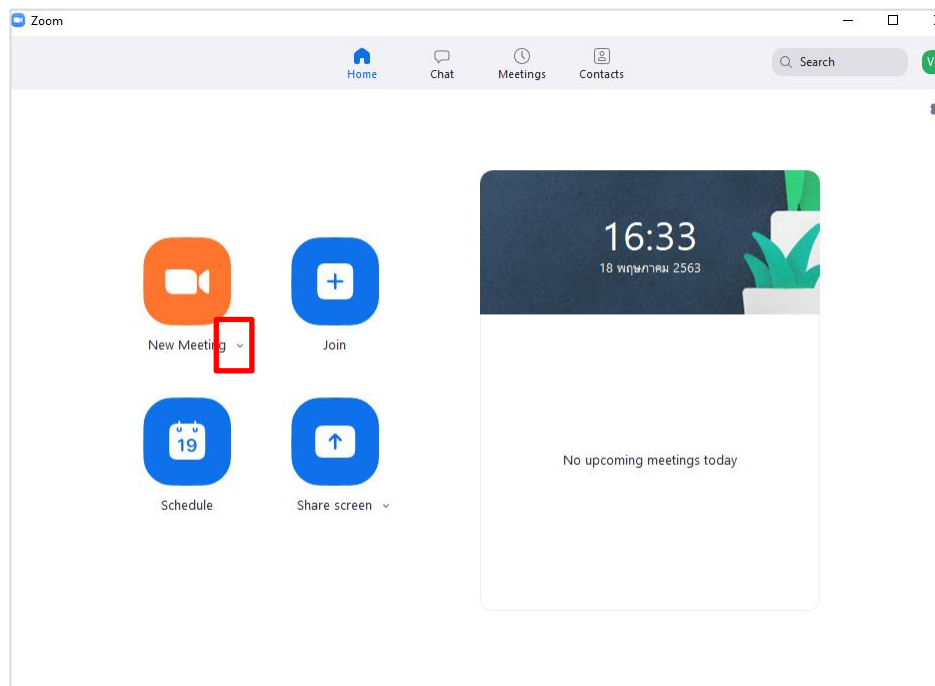 Zoom
Home
Chat
Meetings
Contacts
Search
V
16:33
18 พฤษภาคม 2563
New Meeting
Join
19
Schedule
Share screen
No upcoming meetings today